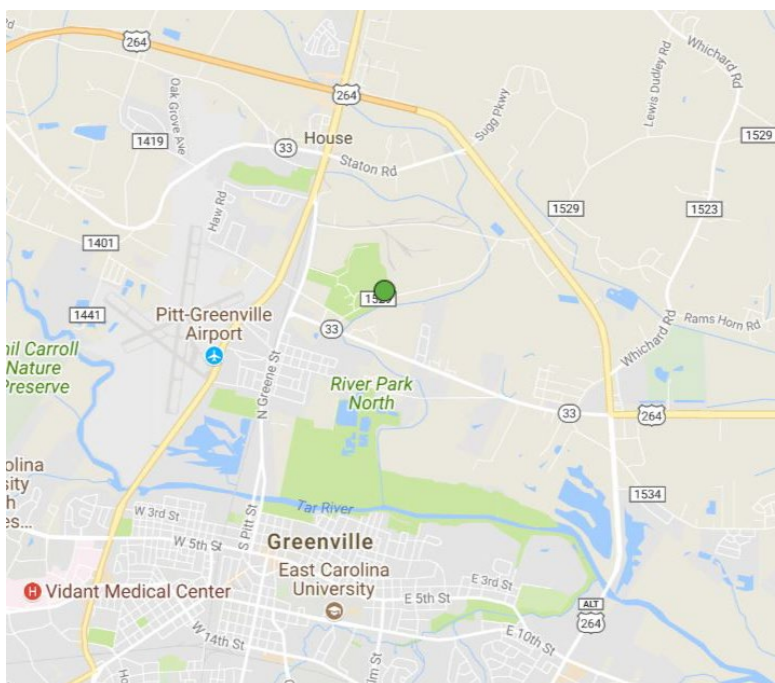 264
264
Whichard Rd
Lewis Dudley Rd
Sugg Pkwy
Oak Grove Ave
1419
House
33
Staton Rd
1529
Haw Rd
1529
1523
1401
1441
Pitt-Greenville
Airport
33
Rams Horn Rd
Whichard Rd
hil Carroll
Nature
Preserve
N Greene St
River Park
North
33
264
olina
sity
h
es...
1534
Tar River
W 3rd St
S Pitt St
W 5th St
Greenville
East Carolina
University
E 3rd St
H
Vidant Medical Center
E 5th St
ALT
264
W 14th St
E 10th St